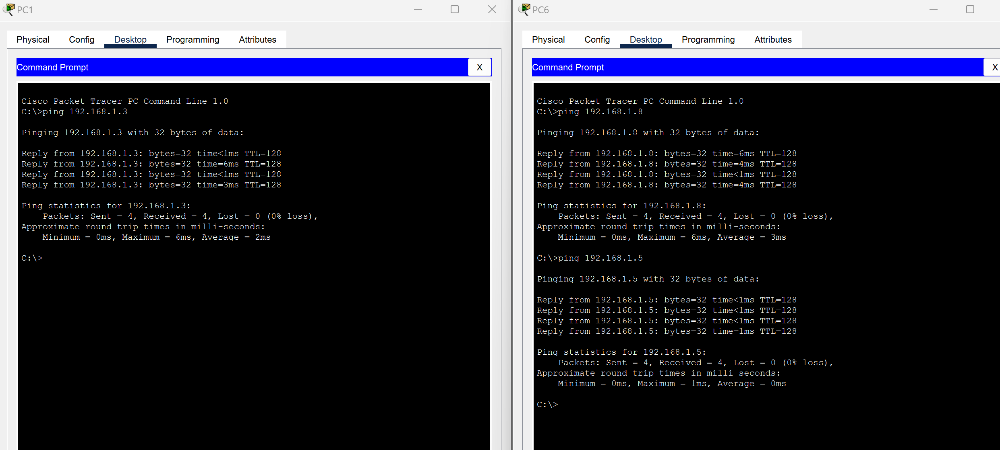 PC1
Physical Config Desktop Programming Attributes
Command Prompt X
Cisco Packet Tracer PC Command Line 1.0
C:\>ping 192.168.1.3
Pinging 192.168.1.3 with 32 bytes of data:
Reply from 192.168.1.3: bytes=32 time<1ms TTL=128
Reply from 192.168.1.3: bytes=32 time=6ms TTL=128
Reply from 192.168.1.3: bytes=32 time<1ms TTL=128
Reply from 192.168.1.3: bytes=32 time=3ms TTL=128
Ping statistics for 192.168.1.3:
    Packets: Sent = 4, Received = 4, Lost = 0 (0% loss),
Approximate round trip times in milli-seconds:
    Minimum = 0ms, Maximum = 6ms, Average = 2ms
C:\>
PC6
Physical Config Desktop Programming Attributes
Command Prompt X
Cisco Packet Tracer PC Command Line 1.0
C:\>ping 192.168.1.8
Pinging 192.168.1.8 with 32 bytes of data:
Reply from 192.168.1.8: bytes=32 time=6ms TTL=128
Reply from 192.168.1.8: bytes=32 time=4ms TTL=128
Reply from 192.168.1.8: bytes=32 time<1ms TTL=128
Reply from 192.168.1.8: bytes=32 time=4ms TTL=128
Ping statistics for 192.168.1.8:
    Packets: Sent = 4, Received = 4, Lost = 0 (0% loss),
Approximate round trip times in milli-seconds:
    Minimum = 0ms, Maximum = 6ms, Average = 3ms
C:\>ping 192.168.1.5
Pinging 192.168.1.5 with 32 bytes of data:
Reply from 192.168.1.5: bytes=32 time<1ms TTL=128
Reply from 192.168.1.5: bytes=32 time<1ms TTL=128
Reply from 192.168.1.5: bytes=32 time<1ms TTL=128
Reply from 192.168.1.5: bytes=32 time=1ms TTL=128
Ping statistics for 192.168.1.5:
    Packets: Sent = 4, Received = 4, Lost = 0 (0% loss),
Approximate round trip times in milli-seconds:
    Minimum = 0ms, Maximum = 1ms, Average = 0ms
C:\>